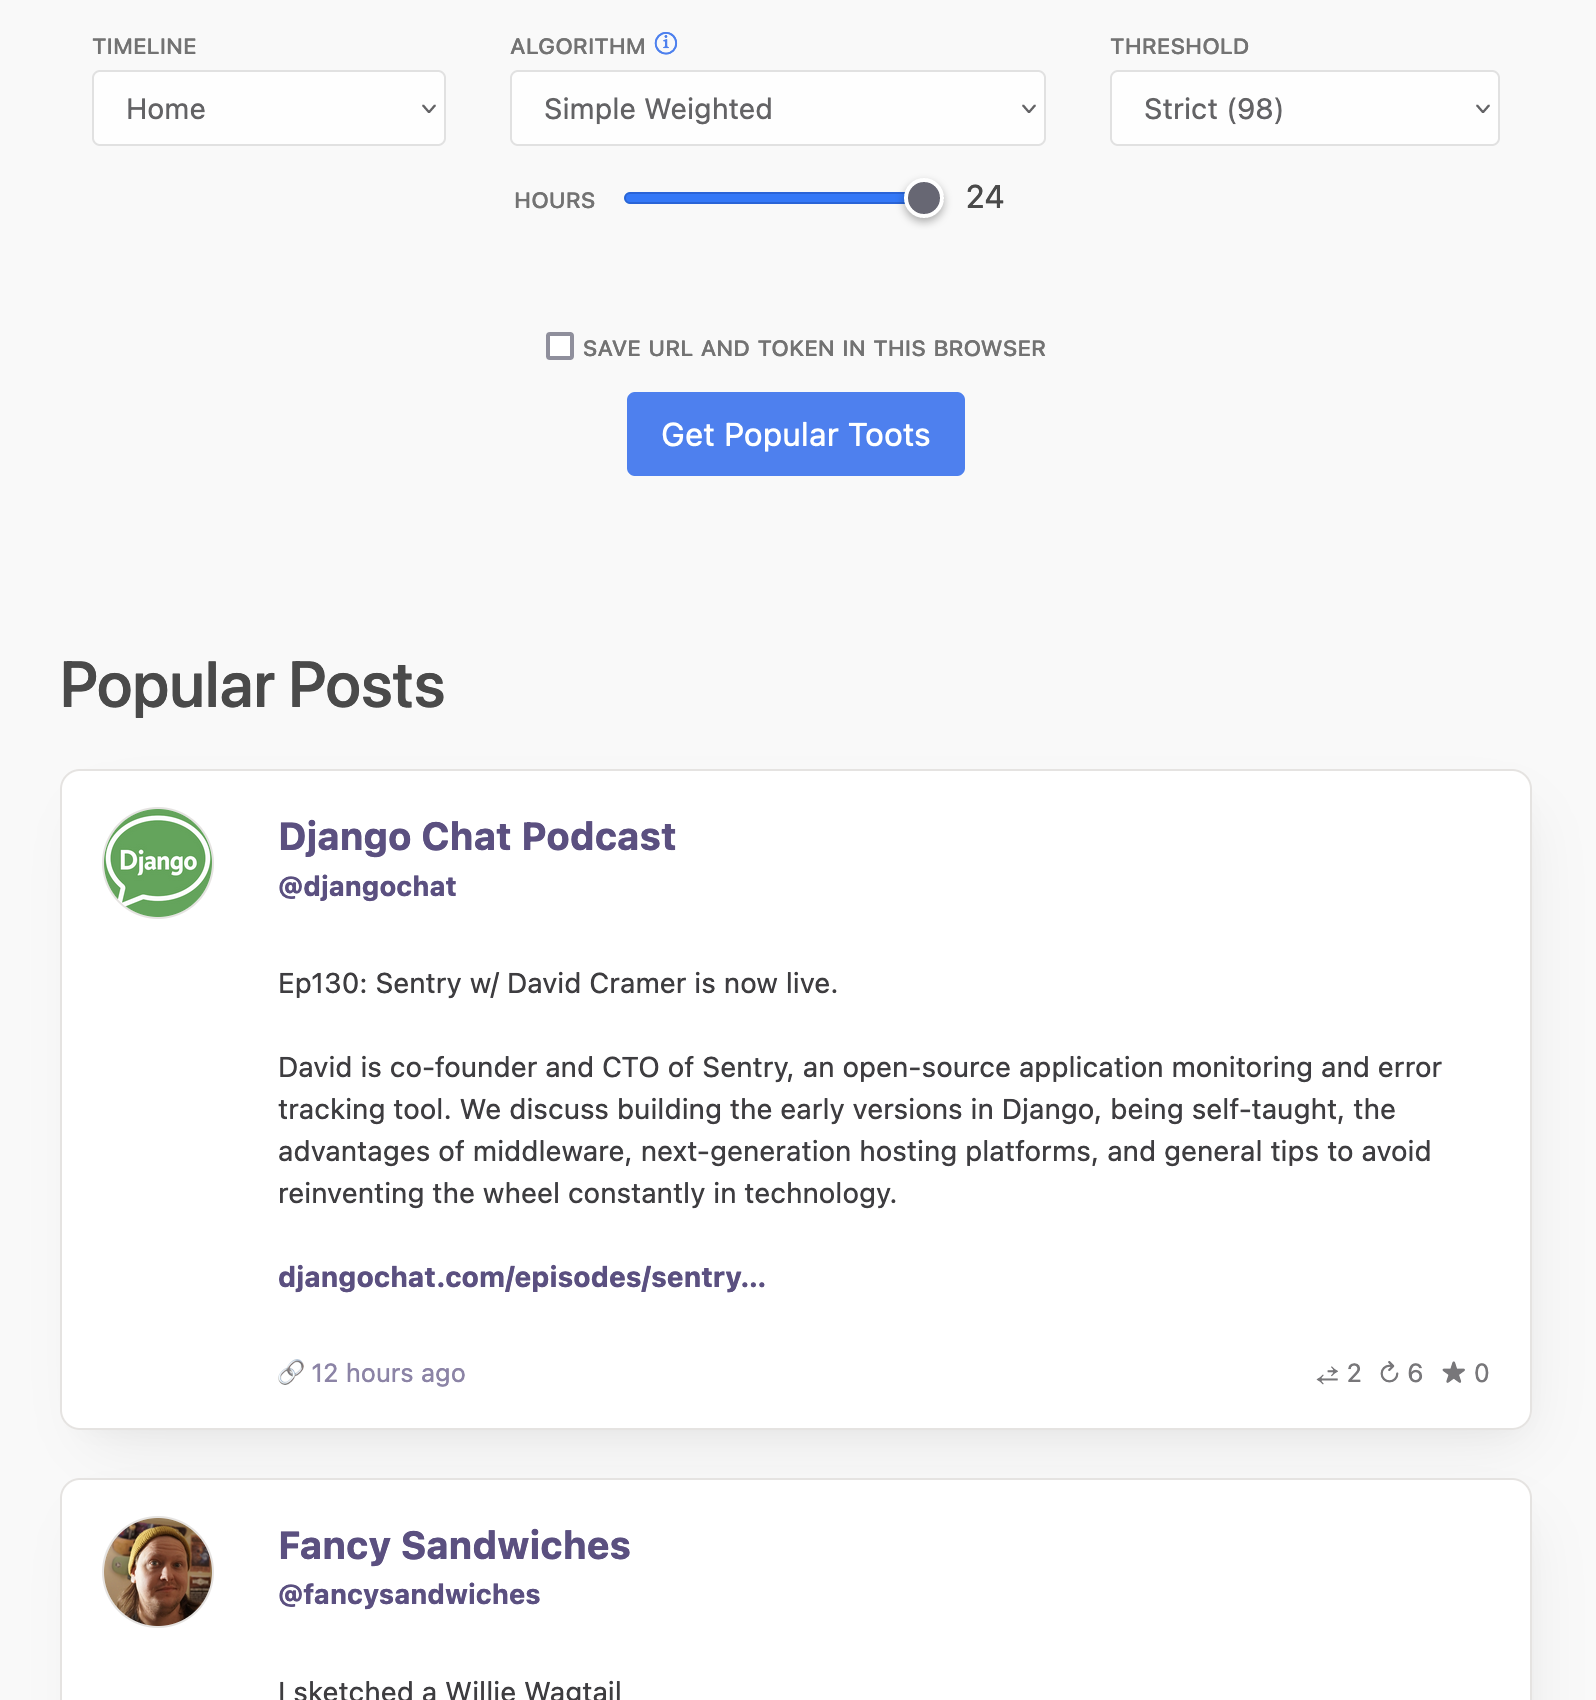 TIMELINE
ALGORITHM
THRESHOLD
Home
Simple Weighted
Strict (98)
HOURS
24
SAVE URL AND TOKEN IN THIS BROWSER
Get Popular Toots
Popular Posts
Django
Django Chat Podcast
@djangochat
Ep130: Sentry w/ David Cramer is now live.
David is co-founder and CTO of Sentry, an open-source application monitoring and error
tracking tool. We discuss building the early versions in Django, being self-taught, the
advantages of middleware, next-generation hosting platforms, and general tips to avoid
reinventing the wheel constantly in technology.
djangochat.com/episodes/sentry...
🔗 12 hours ago
⇄ 2 ↻ 6 ★ 0
Fancy Sandwiches
@fancysandwiches
I sketched a Willie Wagtail